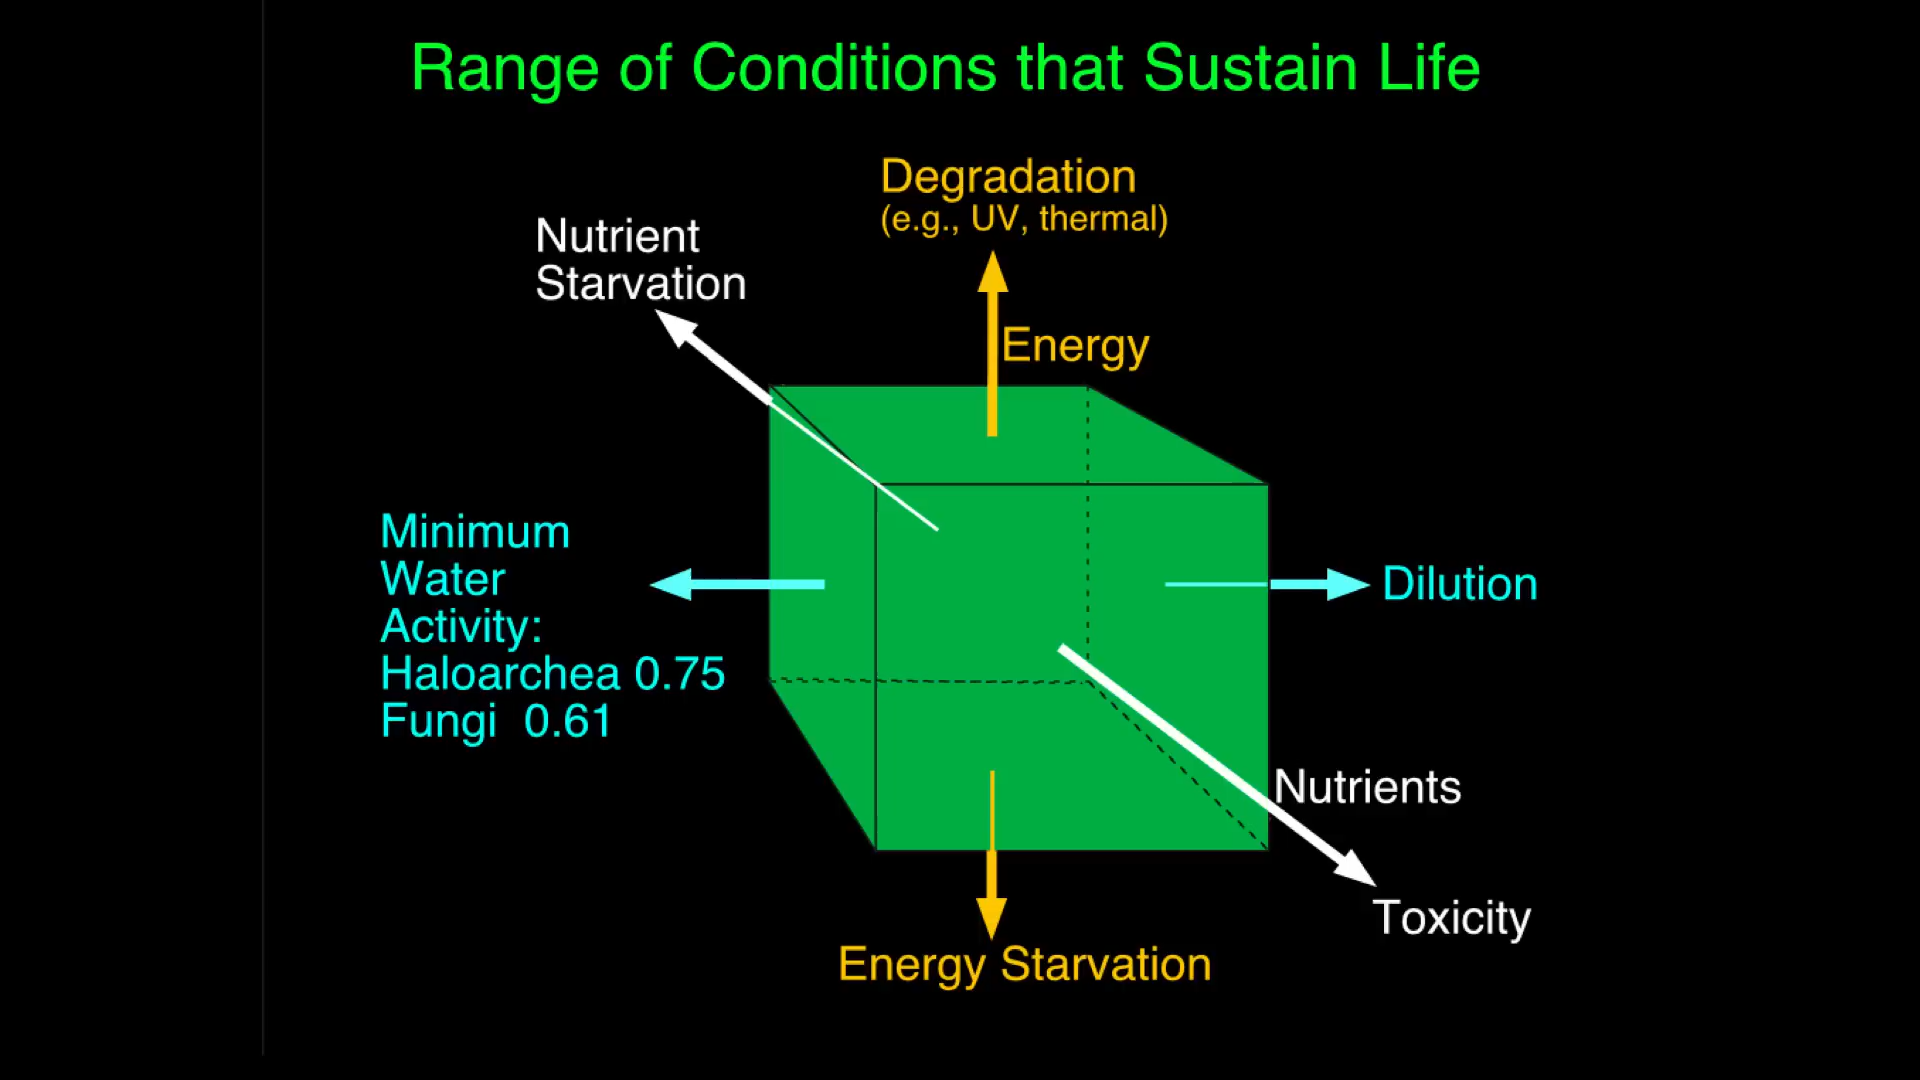 Range of Conditions that Sustain Life
Degradation
(e.g., UV, thermal)
Nutrient
Starvation
Energy
Minimum
Water
Activity:
Haloarchea 0.75
Fungi 0.61
Dilution
Nutrients
Toxicity
Energy Starvation